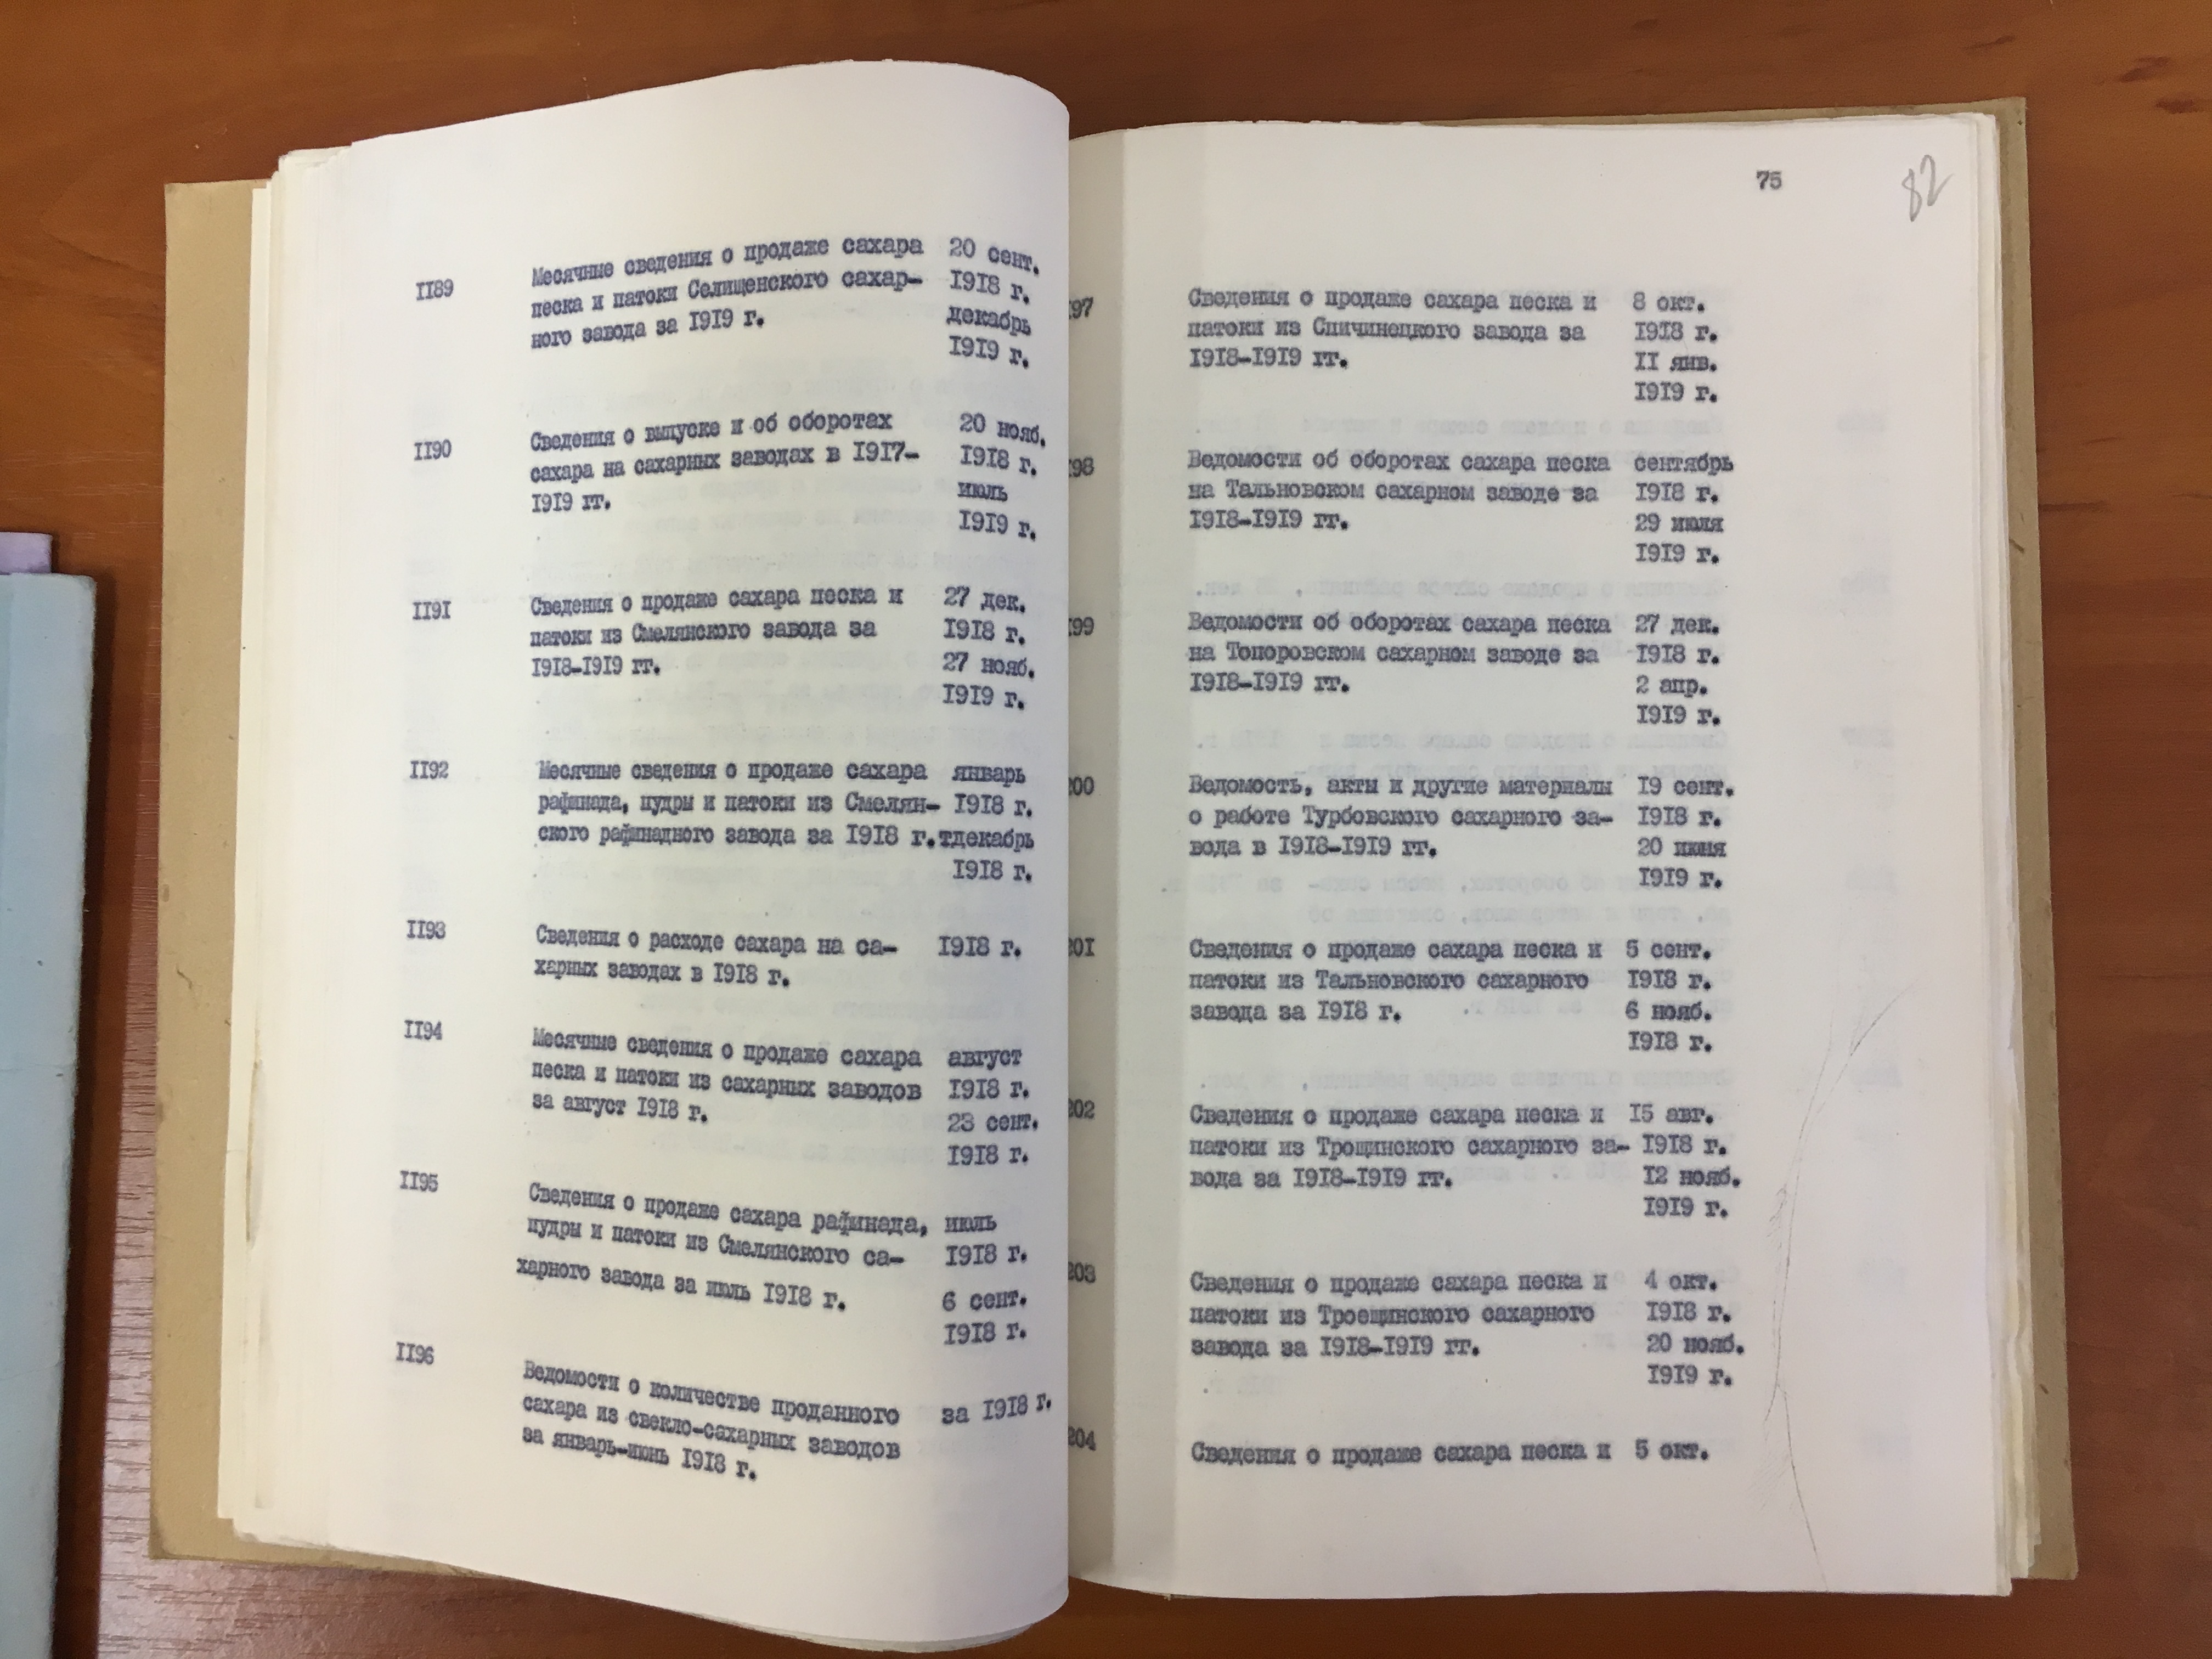 1189 Месячные сведения о продаже сахара 20 сент.
песка и патоки Селищенского сахар- 1918 г.
ного завода за 1919 г. декабрь
1919 г.
1190 Сведения о выпуске и об оборотах 20 нояб.
сахара на сахарных заводах в 1917- 1918 г.
1919 гг. июль
1919 г.
1191 Сведения о продаже сахара песка и 27 дек.
патоки из Смелянского завода за 1918 г.
1918-1919 гг. 27 нояб.
1919 г.
1192 Месячные сведения о продаже сахара январь
рафинада, пудры и патоки из Смелян- 1918 г.
ского рафинадного завода за 1918 г.тдекабрь
1918 г.
1193 Сведения о расходе сахара на са- 1918 г.
харных заводах в 1918 г.
1194 Месячные сведения о продаже сахара август
песка и патоки из сахарных заводов 1918 г.
за август 1918 г. 23 сент.
1918 г.
1195 Сведения о продаже сахара рафинада, июль
пудры и патоки из Смелянского са- 1918 г.
харного завода за июль 1918 г. 6 сент.
1918 г.
1196 Ведомости о количестве проданного за 1918 г.
сахара из свекло-сахарных заводов
за январь-июнь 1918 г.
75
82
197 Сведения о продаже сахара песка и 8 окт.
патоки из Спичинецкого завода за 1918 г.
1918-1919 гг. 11 янв.
1919 г.
198 Ведомости об оборотах сахара песка сентябрь
на Тальновском сахарном заводе за 1918 г.
1918-1919 гг. 29 июля
1919 г.
199 Ведомости об оборотах сахара песка 27 дек.
на Топоровском сахарном заводе за 1918 г.
1918-1919 гг. 2 апр.
1919 г.
200 Ведомость, акты и другие материалы 19 сент.
о работе Турбовского сахарного за- 1918 г.
вода в 1918-1919 гг. 20 июня
1919 г.
201 Сведения о продаже сахара песка и 5 сент.
патоки из Тальновского сахарного 1918 г.
завода за 1918 г. 6 нояб.
1918 г.
202 Сведения о продаже сахара песка и 15 авг.
патоки из Трощинского сахарного за- 1918 г.
вода за 1918-1919 гг. 12 нояб.
1919 г.
203 Сведения о продаже сахара песка и 4 окт.
патоки из Троещинского сахарного 1918 г.
завода за 1918-1919 гг. 20 нояб.
1919 г.
204 Сведения о продаже сахара песка и 5 окт.